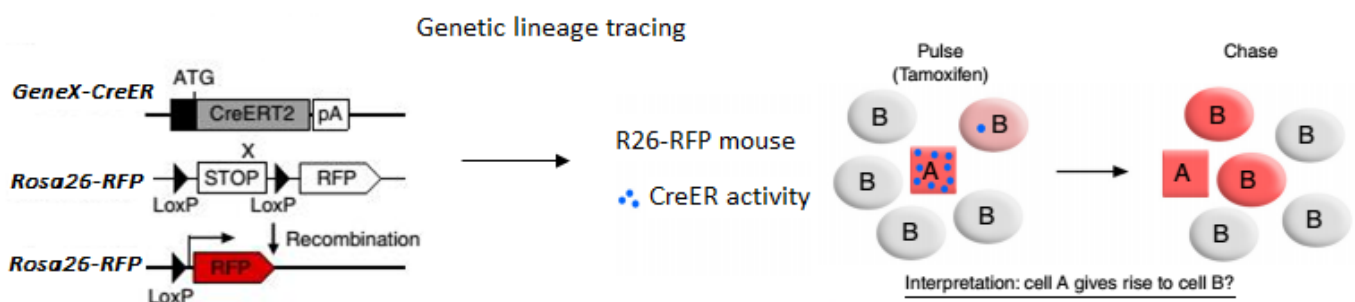 Genetic lineage tracing
GeneX-CreER
ATG
CreERT2
pA
X
Rosa26-RFP
STOP
RFP
LoxP
LoxP
Recombination
Rosa26-RFP
RFP
LoxP
R26-RFP mouse
CreER activity
Pulse
(Tamoxifen)
B
B
B
A
B
B
Chase
B
B
A
B
B
B
Interpretation: cell A gives rise to cell B?